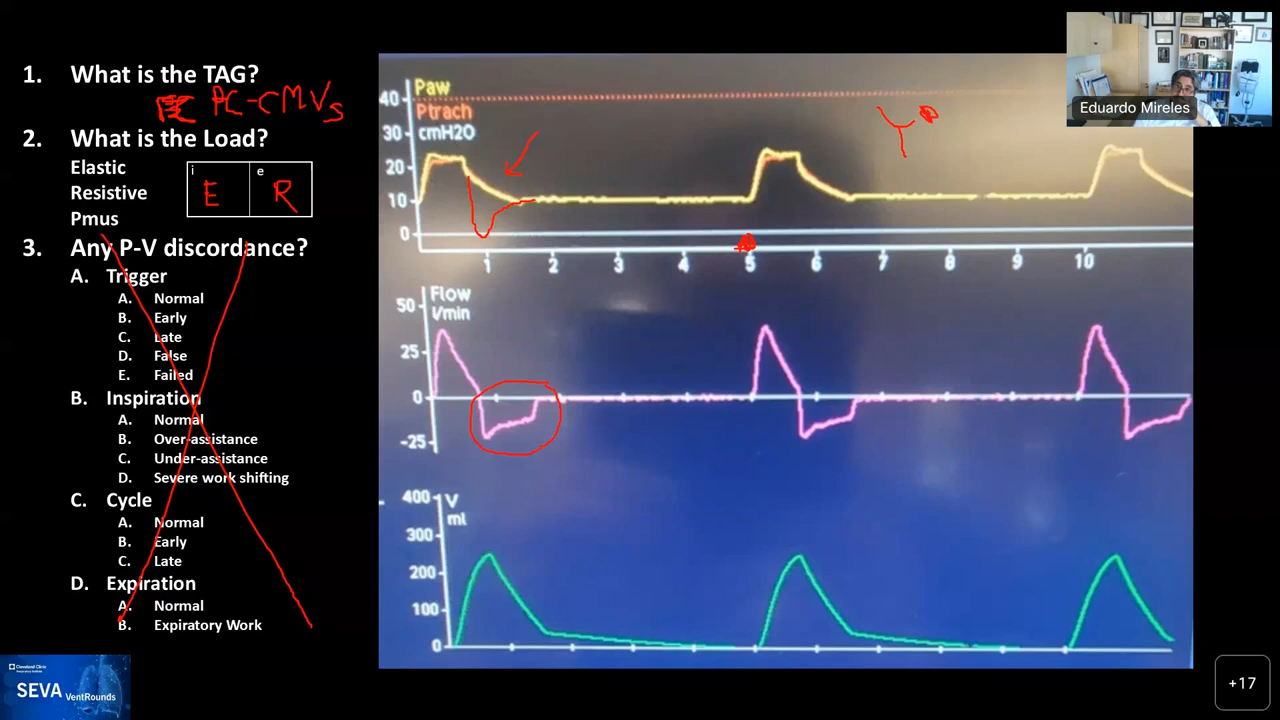 1. What is the TAG?
PC-CMVs
2. What is the Load?
Elastic
Resistive
Pmus
i e
E R
3. Any P-V discordance?
A. Trigger
A. Normal
B. Early
C. Late
D. False
E. Failed
B. Inspiration
A. Normal
B. Over-assistance
C. Under-assistance
D. Severe work shifting
C. Cycle
A. Normal
B. Early
C. Late
D. Expiration
A. Normal
B. Expiratory Work
Cleveland Clinic
SEVA VentRounds
Paw
40
Ptrach
30 cmH2O
20
10
0
1 2 3 4 5 6 7 8 9 10
Y
Flow
50 l/min
25
0
-25
400 V
ml
300
200
100
0
Eduardo Mireles
+17